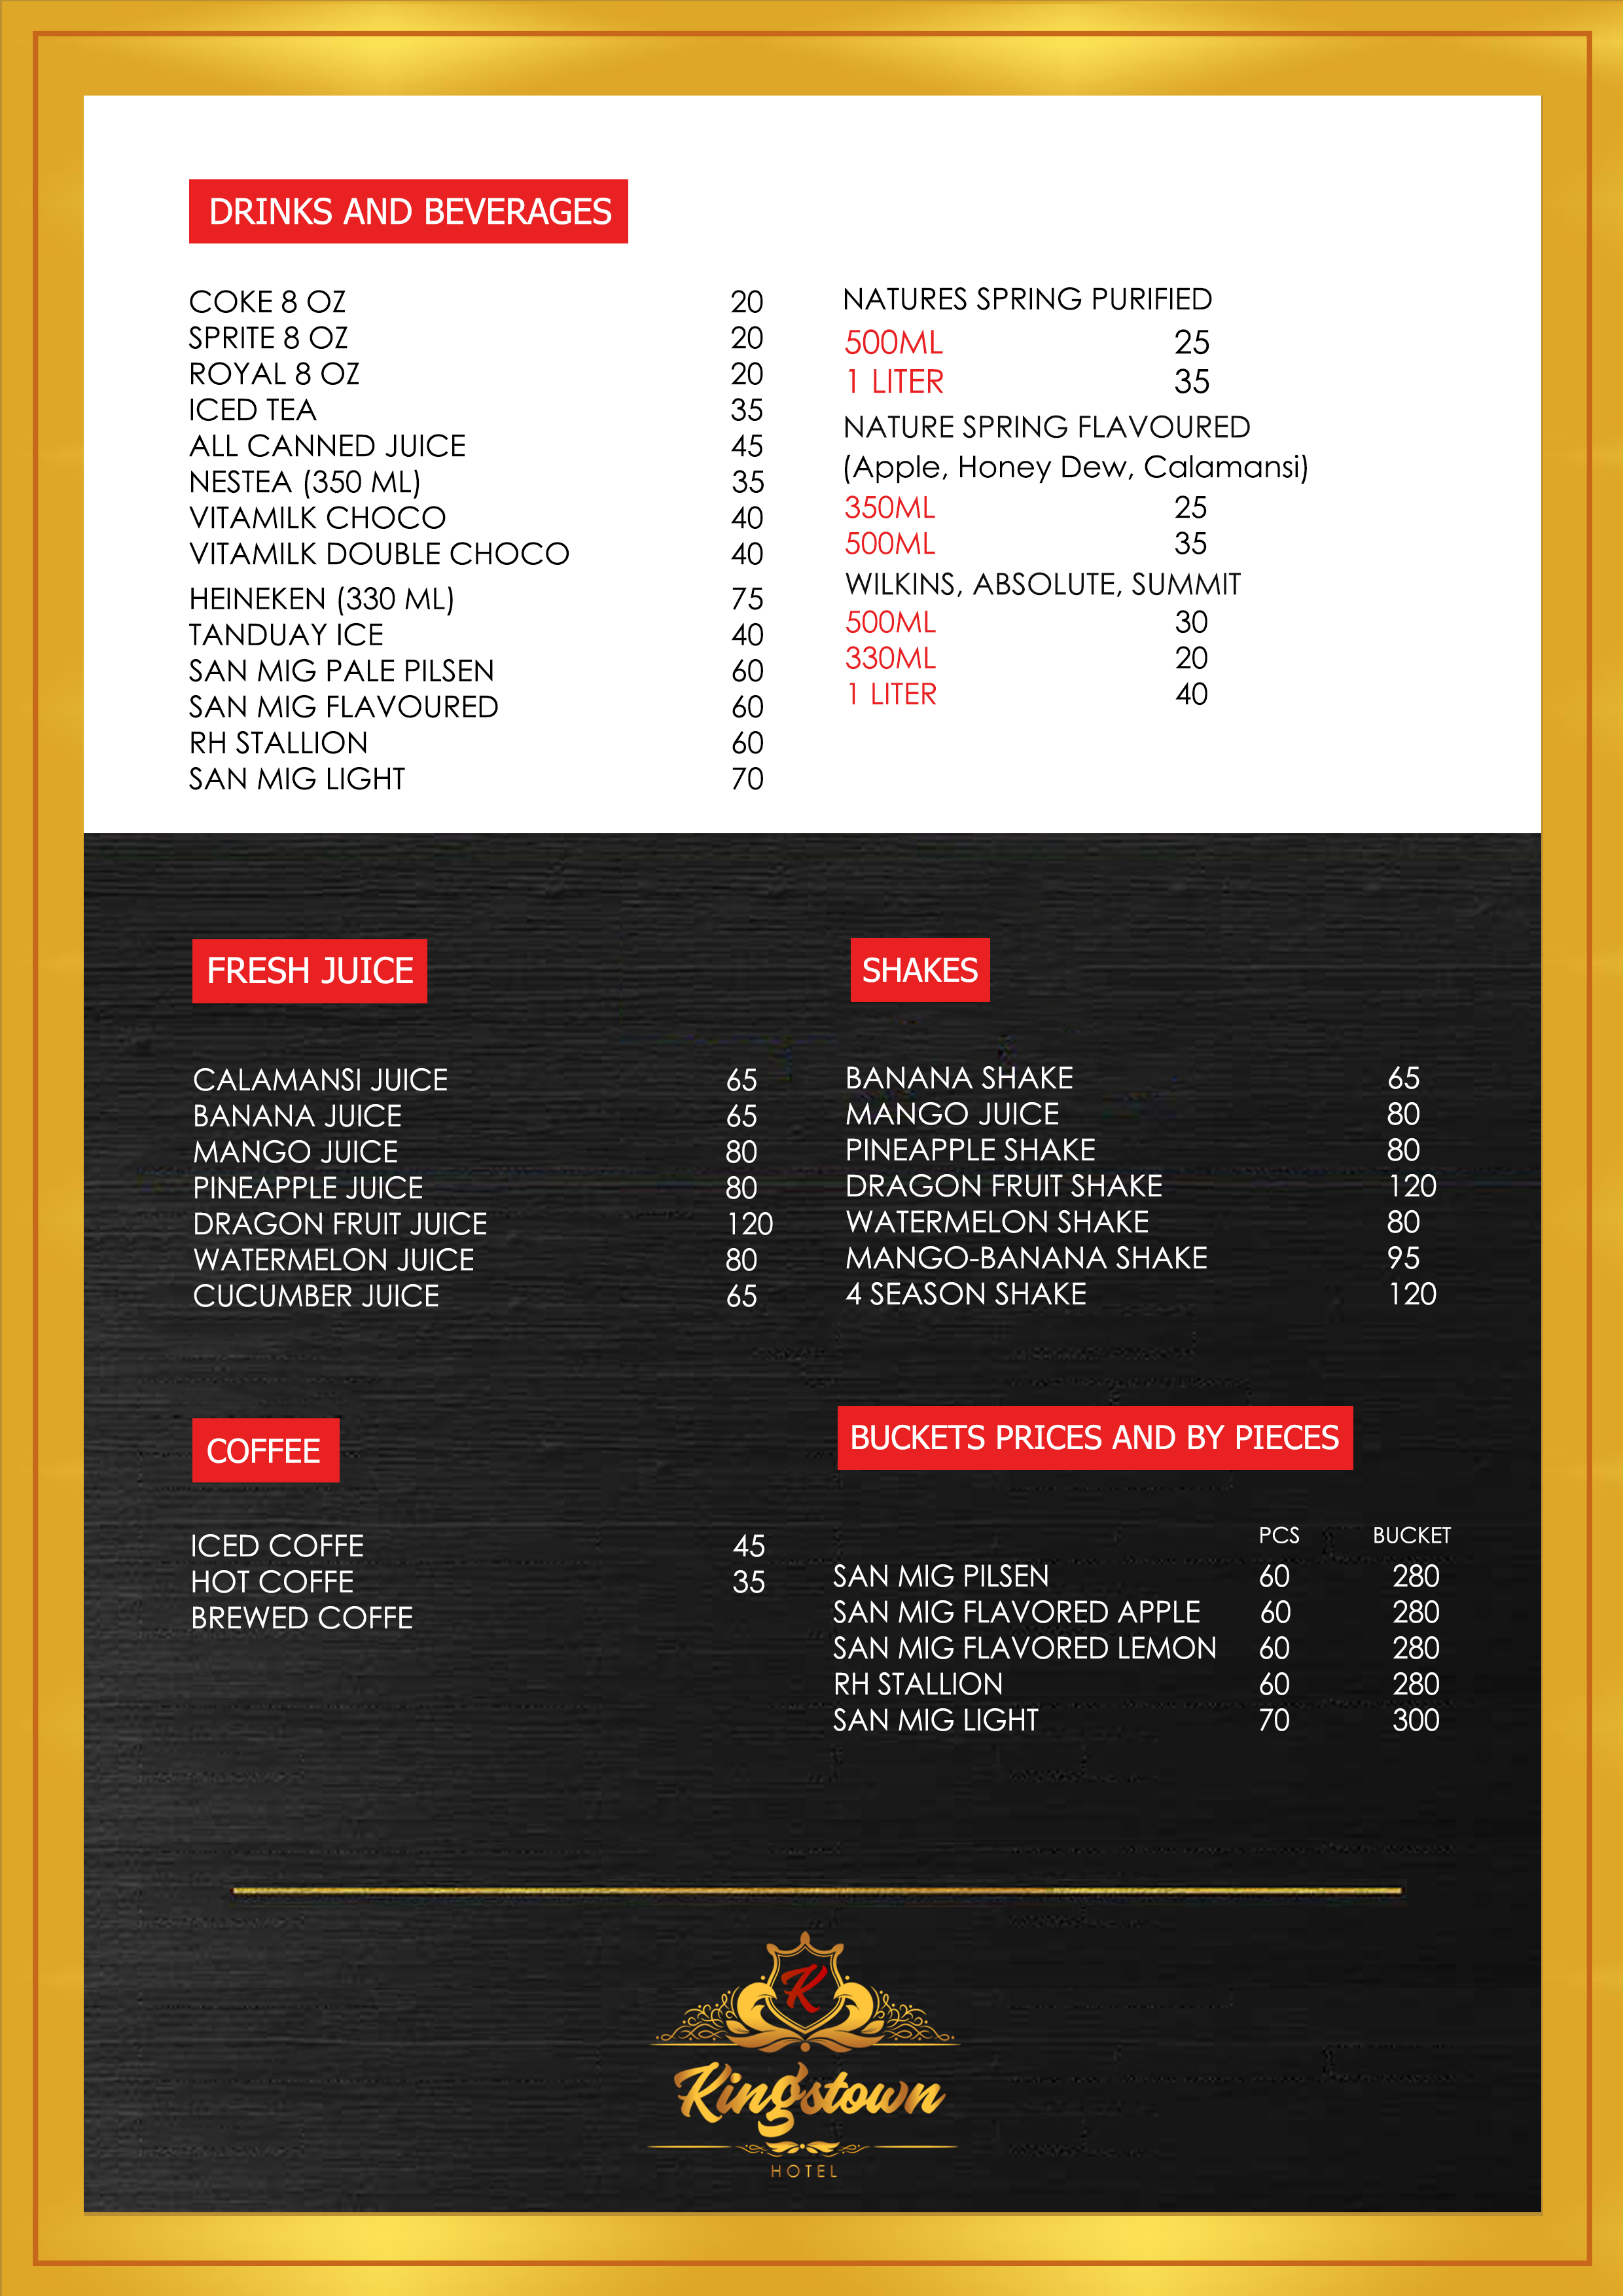 DRINKS AND BEVERAGES
COKE 8 OZ 20
SPRITE 8 OZ 20
ROYAL 8 OZ 20
ICED TEA 35
ALL CANNED JUICE 45
NESTEA (350 ML) 35
VITAMILK CHOCO 40
VITAMILK DOUBLE CHOCO 40
HEINEKEN (330 ML) 75
TANDUAY ICE 40
SAN MIG PALE PILSEN 60
SAN MIG FLAVOURED 60
RH STALLION 60
SAN MIG LIGHT 70
NATURES SPRING PURIFIED
500ML 25
1 LITER 35
NATURE SPRING FLAVOURED
(Apple, Honey Dew, Calamansi)
350ML 25
500ML 35
WILKINS, ABSOLUTE, SUMMIT
500ML 30
330ML 20
1 LITER 40
FRESH JUICE
CALAMANSI JUICE 65
BANANA JUICE 65
MANGO JUICE 80
PINEAPPLE JUICE 80
DRAGON FRUIT JUICE 120
WATERMELON JUICE 80
CUCUMBER JUICE 65
SHAKES
BANANA SHAKE 65
MANGO JUICE 80
PINEAPPLE SHAKE 80
DRAGON FRUIT SHAKE 120
WATERMELON SHAKE 80
MANGO-BANANA SHAKE 95
4 SEASON SHAKE 120
COFFEE
ICED COFFE 45
HOT COFFE 35
BREWED COFFE
BUCKETS PRICES AND BY PIECES
PCS BUCKET
SAN MIG PILSEN 60 280
SAN MIG FLAVORED APPLE 60 280
SAN MIG FLAVORED LEMON 60 280
RH STALLION 60 280
SAN MIG LIGHT 70 300
K
Kingstown
HOTEL